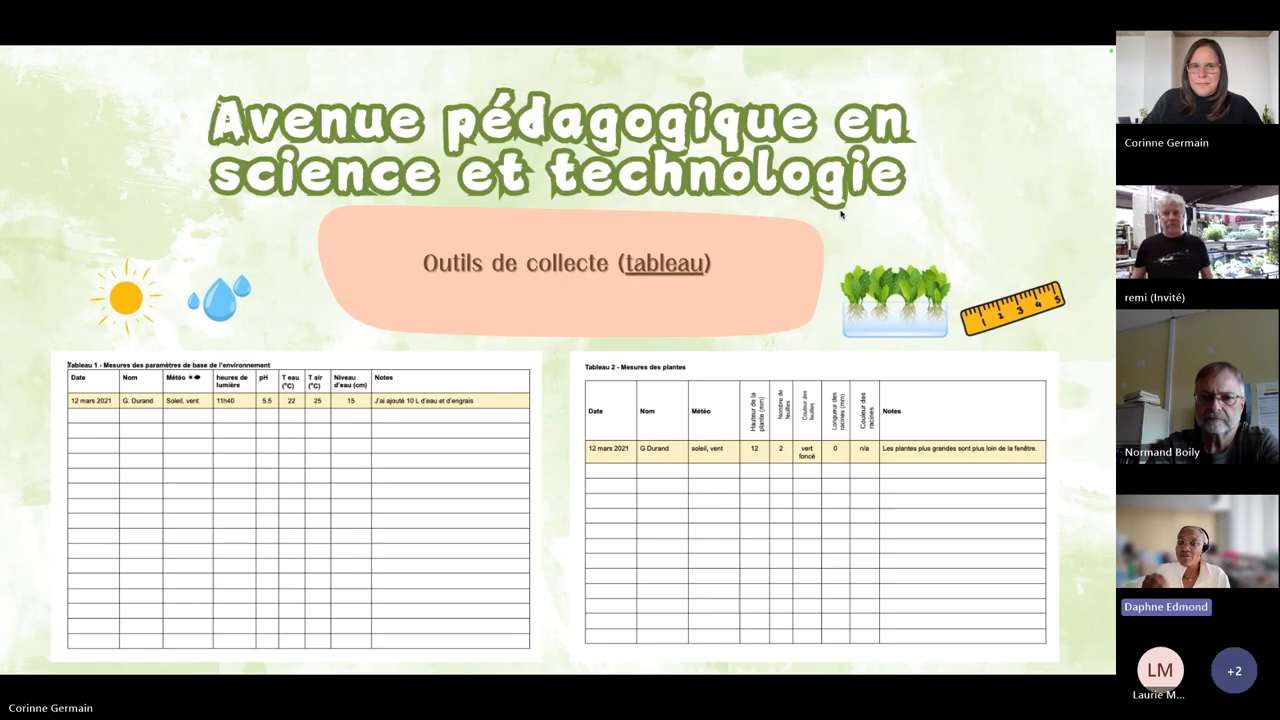 Avenue pédagogique en
science et technologie
Outils de collecte (tableau)
1 2 3 4 5
Tableau 1 - Mesures des paramètres de base de l'environnement
Date Nom Météo heures de lumière pH T eau (°C) T air (°C) Niveau d'eau (cm) Notes
12 mars 2021 G. Durand Soleil, vent 11h40 5.5 22 25 15 J'ai ajouté 10 L d'eau et d'engrais
Tableau 2 - Mesures des plantes
Date Nom Météo Hauteur de la plante (mm) Nombre de feuilles Couleur des feuilles Longueur des racines (mm) Couleur des racines Notes
12 mars 2021 G Durand soleil, vent 12 2 vert foncé 0 n/a Les plantes plus grandes sont plus loin de la fenêtre.
Corinne Germain
remi (Invité)
Normand Boily
Daphne Edmond
LM
Laurie M...
+2
Corinne Germain